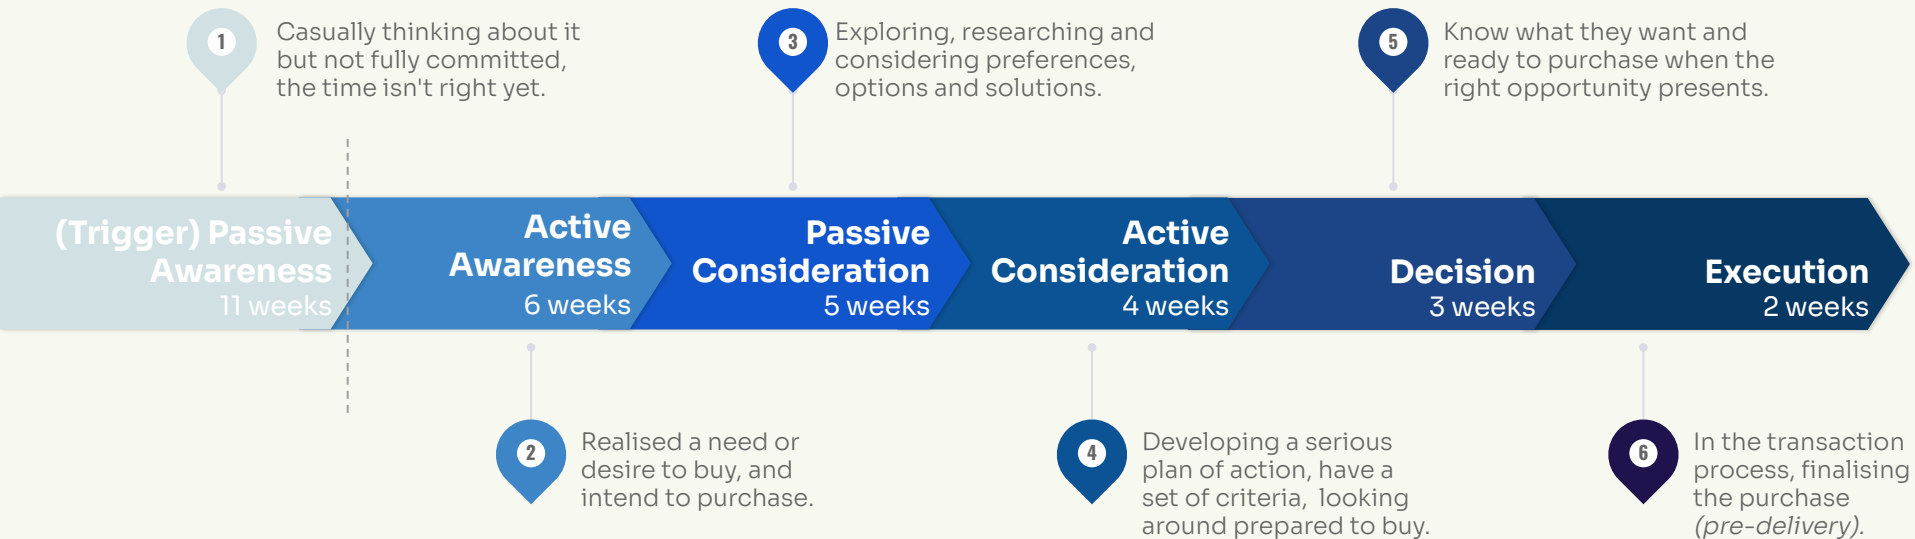 1
Casually thinking about it
but not fully committed,
the time isn't right yet.
3
Exploring, researching and
considering preferences,
options and solutions.
5
Know what they want and
ready to purchase when the
right opportunity presents.
(Trigger) Passive
Awareness
11 weeks
Active
Awareness
6 weeks
Passive
Consideration
5 weeks
Active
Consideration
4 weeks
Decision
3 weeks
Execution
2 weeks
2
Realised a need or
desire to buy, and
intend to purchase.
4
Developing a serious
plan of action, have a
set of criteria, looking
around prepared to buy.
6
In the transaction
process, finalising
the purchase
(pre-delivery).